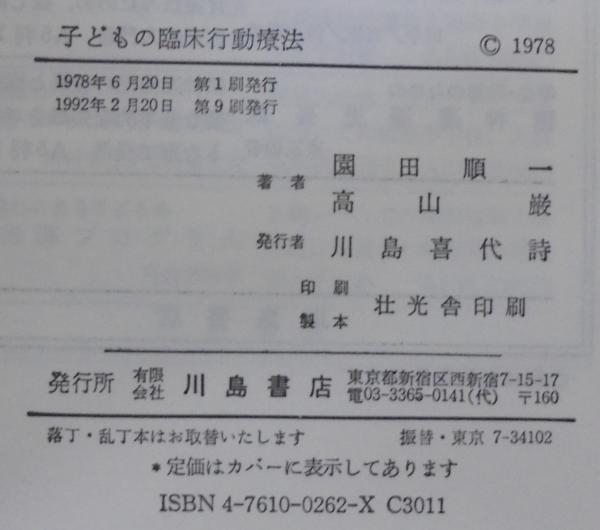 子どもの臨床行動療法 © 1978
1978年6月20日 第1刷発行
1992年2月20日 第9刷発行
著者 園田順一
高山巌
発行者 川島喜代詩
印刷 製本 壮光舎印刷
発行所 有限会社 川島書店 東京都新宿区西新宿7-15-17
電03-3365-0141(代) 〒160
落丁・乱丁本はお取替いたします 振替・東京 7-34102
*定価はカバーに表示してあります
ISBN 4-7610-0262-X C3011